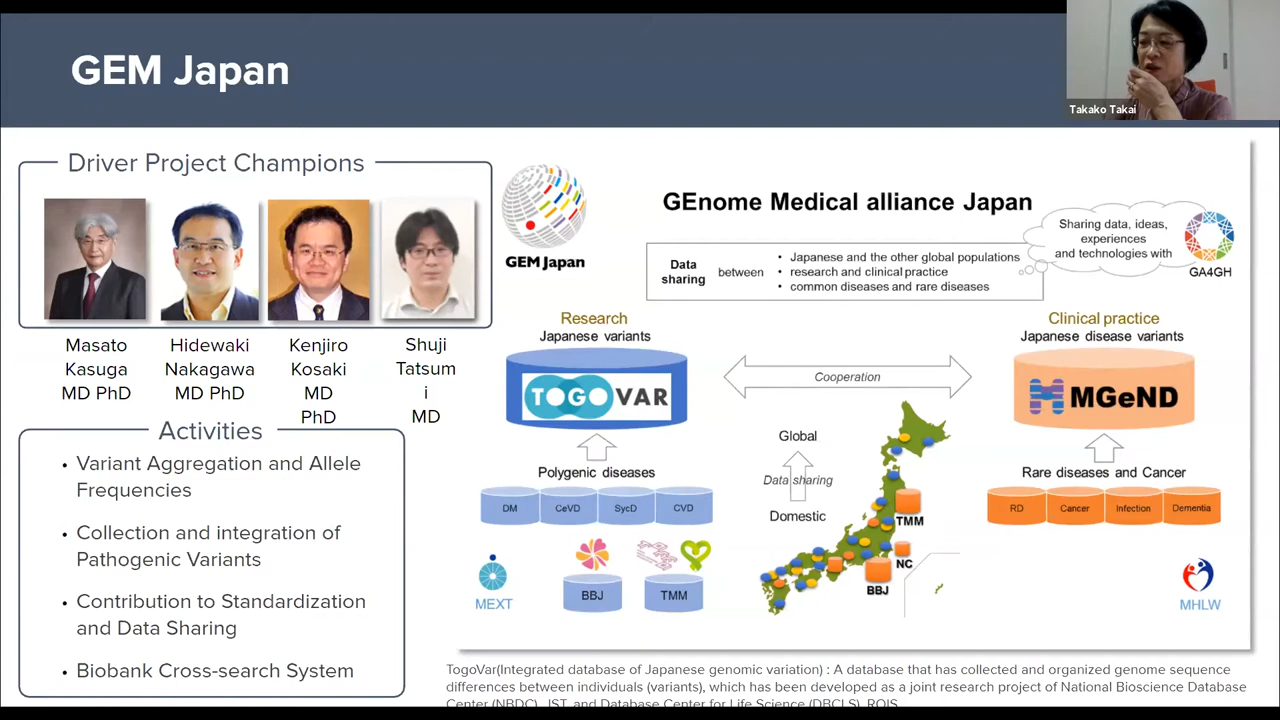 GEM Japan
Takako Takai
Driver Project Champions
Masato
Kasuga
MD PhD
Hidewaki
Nakagawa
MD PhD
Kenjiro
Kosaki
MD
PhD
Shuji
Tatsum
i
MD
Activities
• Variant Aggregation and Allele
Frequencies
• Collection and integration of
Pathogenic Variants
• Contribution to Standardization
and Data Sharing
• Biobank Cross-search System
GEM Japan
GEnome Medical alliance Japan
Sharing data, ideas,
experiences
and technologies with
GA4GH
Data
sharing
between
• Japanese and the other global populations
• research and clinical practice
• common diseases and rare diseases
Research
Japanese variants
TOGO VAR
Polygenic diseases
DM
CeVD
SycD
CVD
MEXT
BBJ
TMM
Cooperation
Global
Data sharing
Domestic
TMM
NC
BBJ
Clinical practice
Japanese disease variants
MGeND
Rare diseases and Cancer
RD
Cancer
Infection
Dementia
MHLW
TogoVar(Integrated database of Japanese genomic variation) : A database that has collected and organized genome sequence
differences between individuals (variants), which has been developed as a joint research project of National Bioscience Database
Center (NBDC), JST, and Database Center for Life Science (DBCLS), ROIS